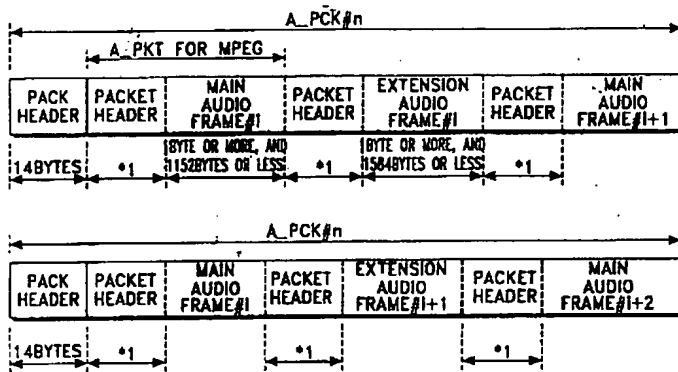 A_PCK#n
A_PKT FOR MPEG
PACK HEADER PACKET HEADER MAIN AUDIO FRAME#i PACKET HEADER EXTENSION AUDIO FRAME#i PACKET HEADER MAIN AUDIO FRAME#i+1
14BYTES *1 1BYTE OR MORE, AND 1152BYTES OR LESS *1 1BYTE OR MORE, AND 1584BYTES OR LESS *1
A_PCK#n
PACK HEADER PACKET HEADER MAIN AUDIO FRAME#i PACKET HEADER EXTENSION AUDIO FRAME#i+1 PACKET HEADER MAIN AUDIO FRAME#i+2
14BYTES *1 *1 *1